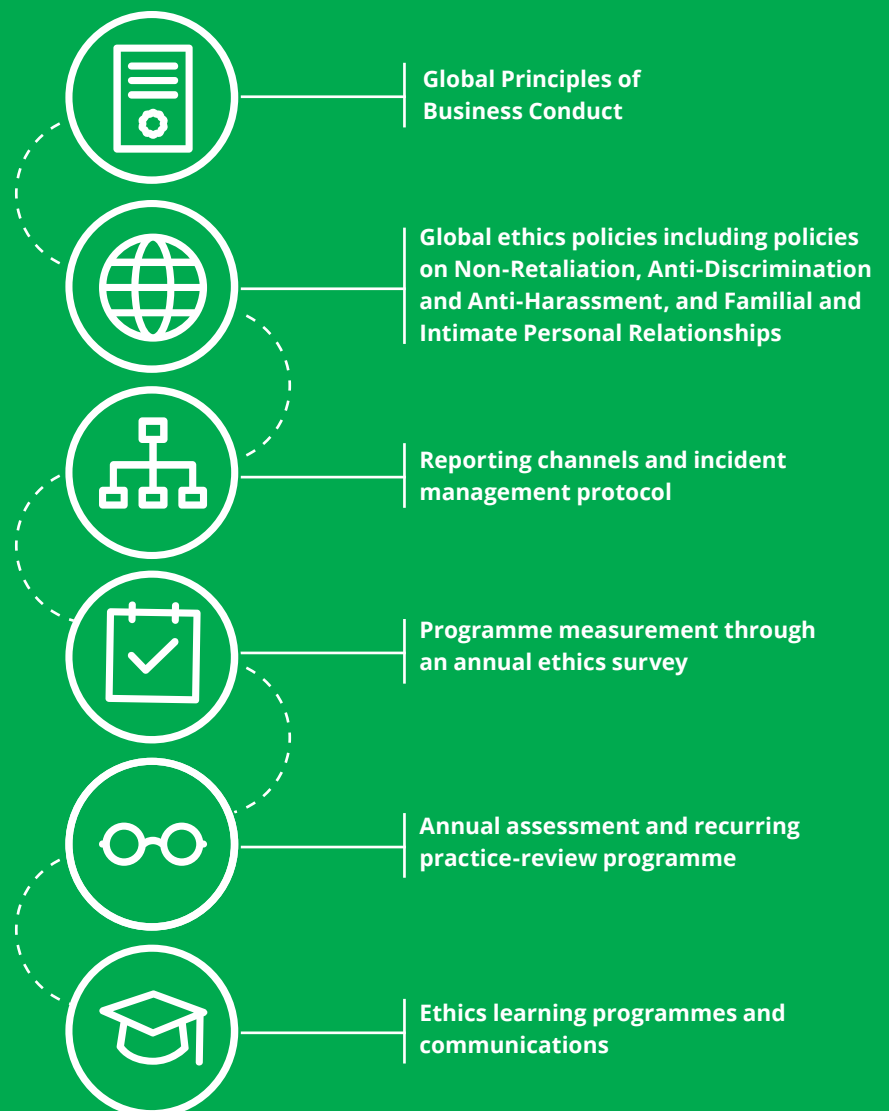 Global Principles of
Business Conduct
Global ethics policies including policies
on Non-Retaliation, Anti-Discrimination
and Anti-Harassment, and Familial and
Intimate Personal Relationships
Reporting channels and incident
management protocol
Programme measurement through
an annual ethics survey
Annual assessment and recurring
practice-review programme
Ethics learning programmes and
communications